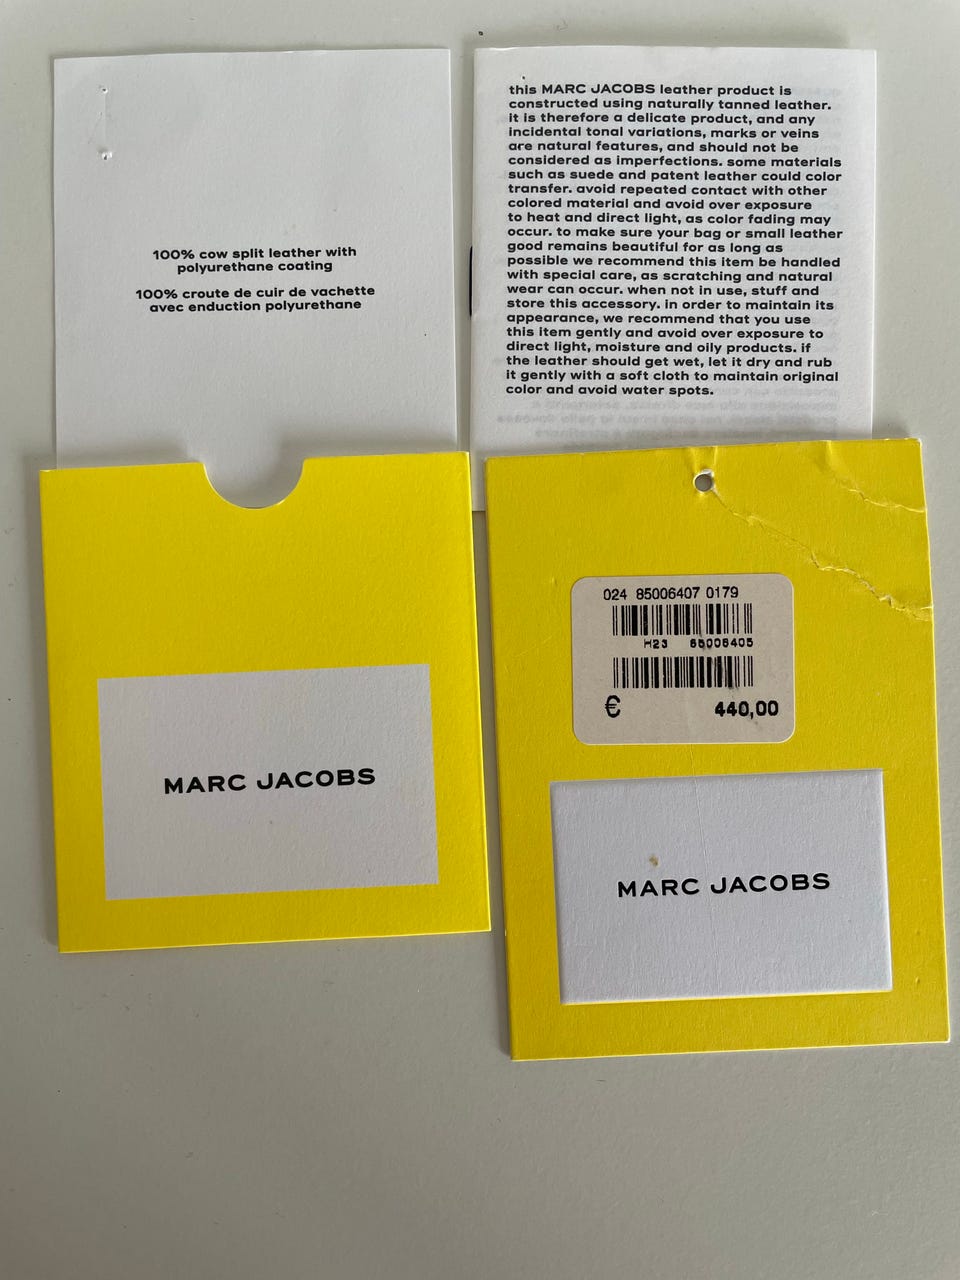 100% cow split leather with
polyurethane coating
100% croute de cuir de vachette
avec enduction polyurethane
this MARC JACOBS leather product is
constructed using naturally tanned leather.
it is therefore a delicate product, and any
incidental tonal variations, marks or veins
are natural features, and should not be
considered as imperfections. some materials
such as suede and patent leather could color
transfer. avoid repeated contact with other
colored material and avoid over exposure
to heat and direct light, as color fading may
occur. to make sure your bag or small leather
good remains beautiful for as long as
possible we recommend this item be handled
with special care, as scratching and natural
wear can occur. when not in use, stuff and
store this accessory. in order to maintain its
appearance, we recommend that you use
this item gently and avoid over exposure to
direct light, moisture and oily products. if
the leather should get wet, let it dry and rub
it gently with a soft cloth to maintain original
color and avoid water spots.
MARC JACOBS
024 85006407 0179
H23 85006405
€ 440,00
MARC JACOBS